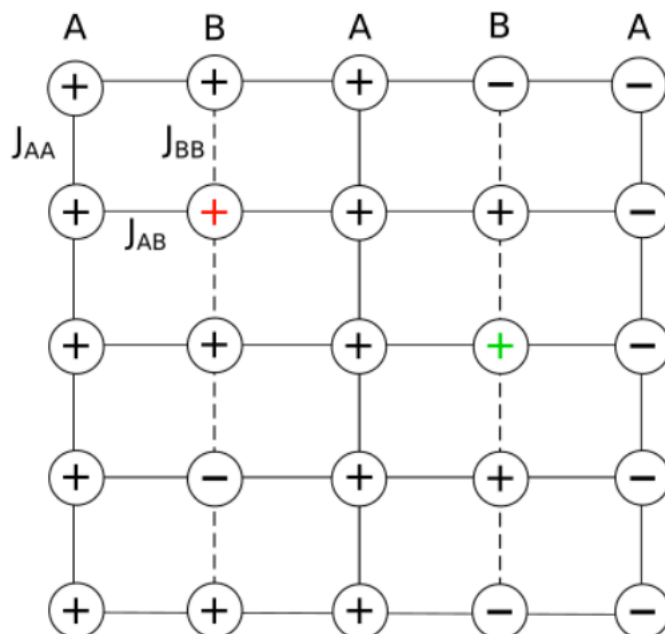 A B A B A
+ + + − −
J_AA J_BB
+ + + + −
J_AB
+ + + + −
+ − + + −
+ + + − −